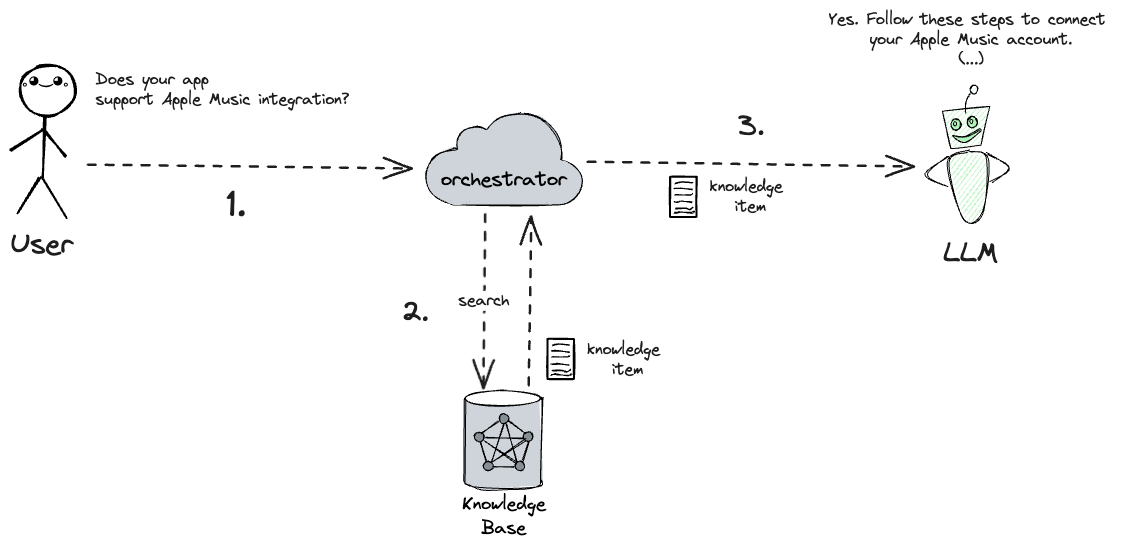 Yes. Follow these steps to connect
your Apple Music account.
(...)
Does your app
support Apple Music integration?
3.
orchestrator
knowledge
item
1.
User
LLM
search
2.
knowledge
item
Knowledge
Base